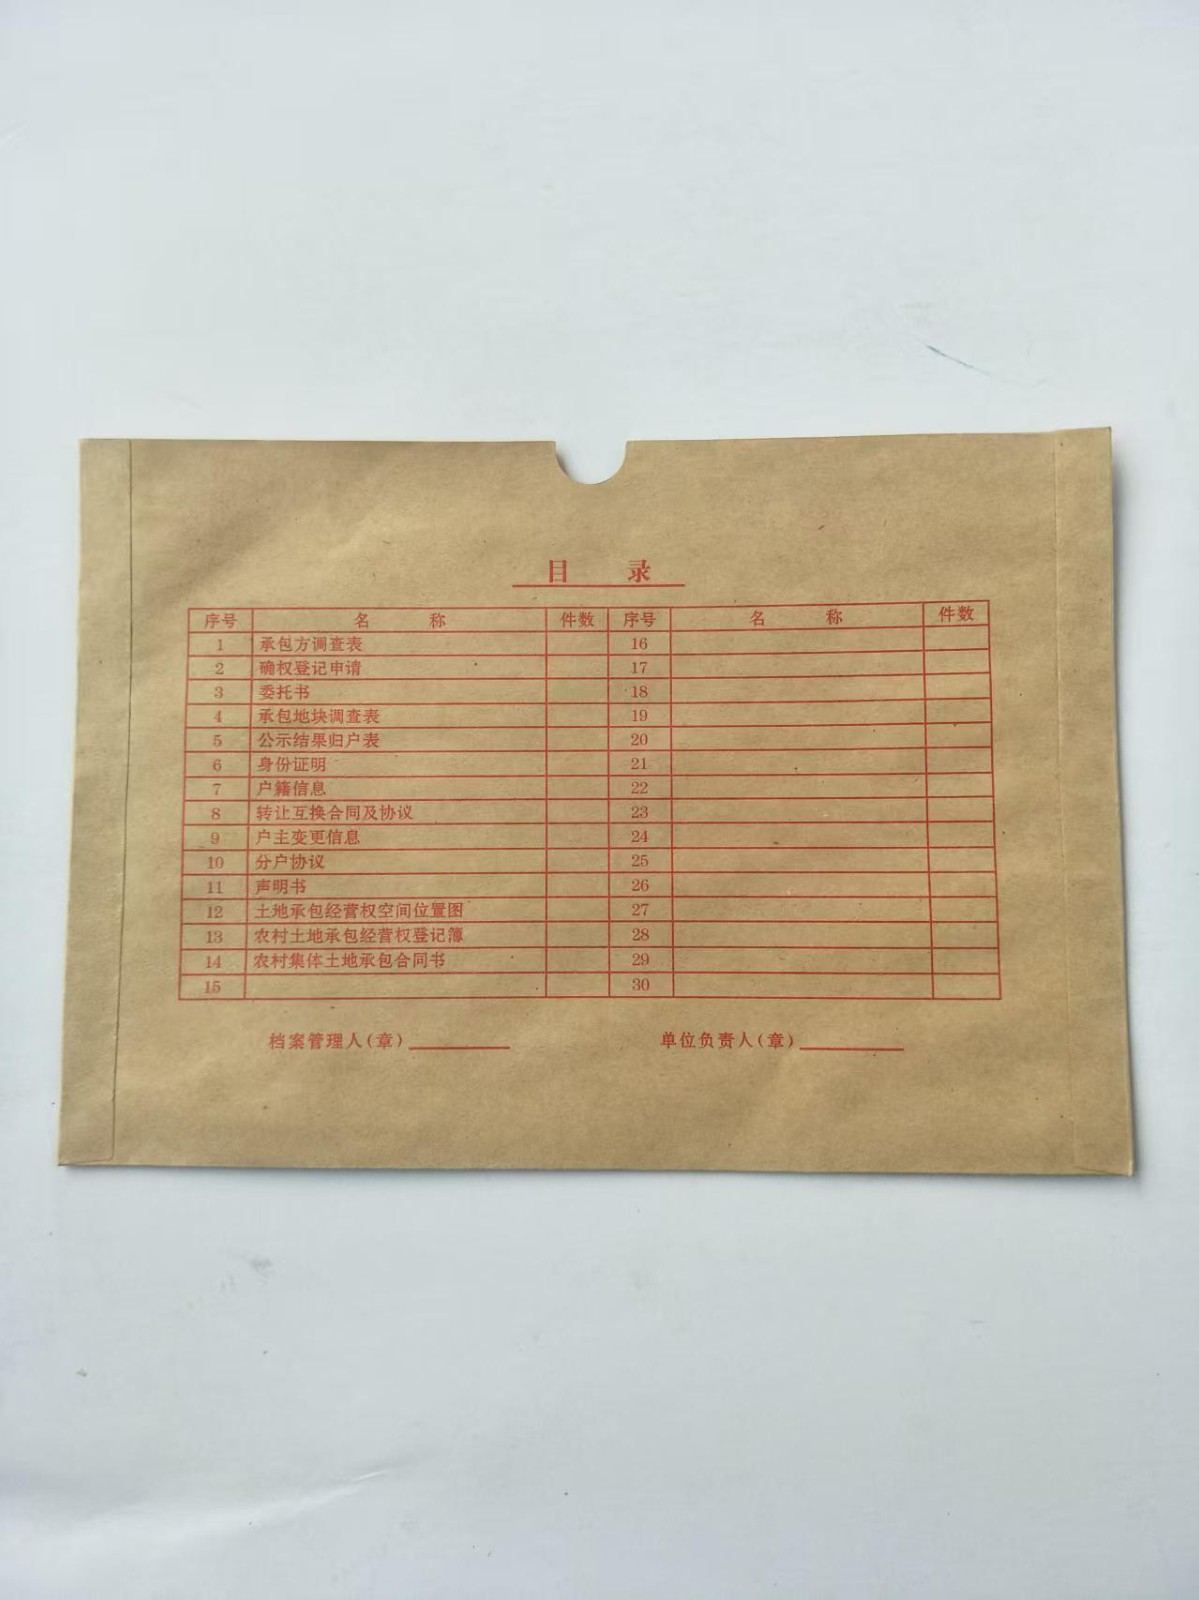 目 录
序号 名 称 件数 序号 名 称 件数
1 承包方调查表 16
2 确权登记申请 17
3 委托书 18
4 承包地块调查表 19
5 公示结果归户表 20
6 身份证明 21
7 户籍信息 22
8 转让互换合同及协议 23
9 户主变更信息 24
10 分户协议 25
11 声明书 26
12 土地承包经营权空间位置图 27
13 农村土地承包经营权登记簿 28
14 农村集体土地承包合同书 29
15 30
档案管理人(章) 单位负责人(章)